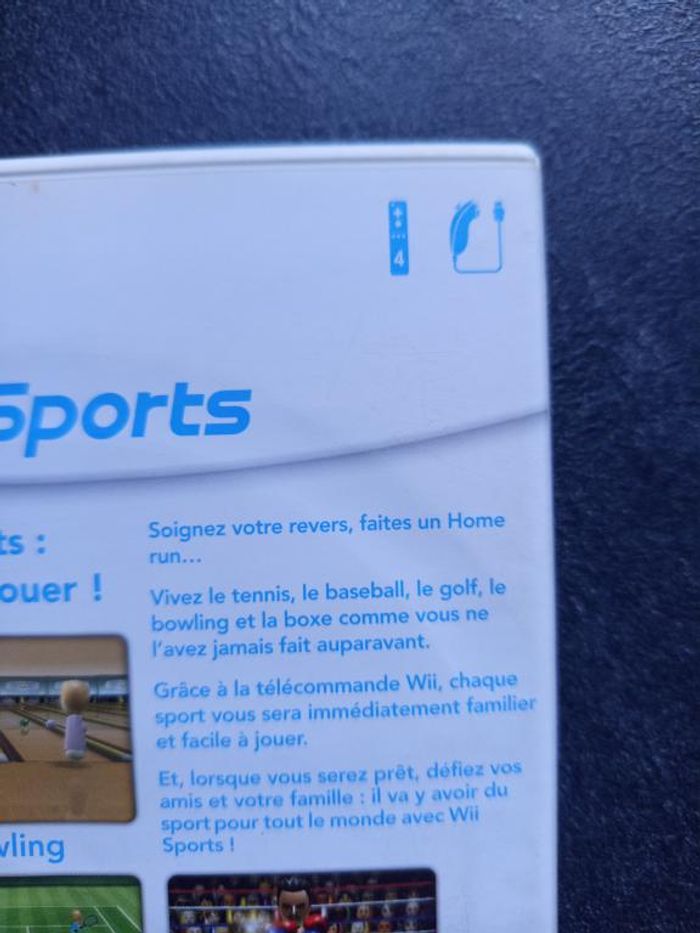 4
Sports
ts :
ouer !
Soignez votre revers, faites un Home
run...
Vivez le tennis, le baseball, le golf, le
bowling et la boxe comme vous ne
l'avez jamais fait auparavant.
Grâce à la télécommande Wii, chaque
sport vous sera immédiatement familier
et facile à jouer.
Et, lorsque vous serez prêt, défiez vos
amis et votre famille : il va y avoir du
sport pour tout le monde avec Wii
Sports !
wling